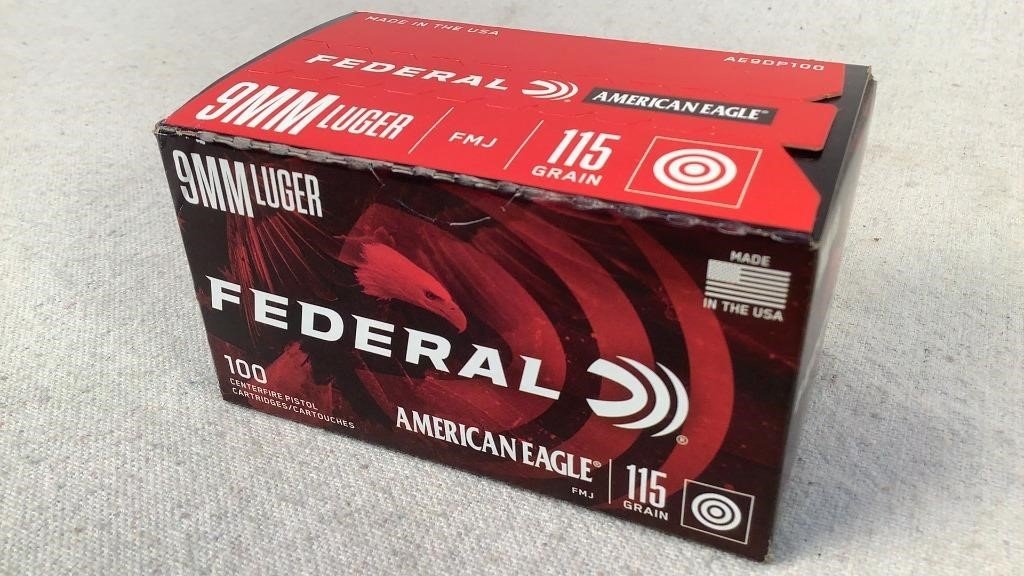 MADE IN THE USA
AE9DP100
FEDERAL
AMERICAN EAGLE®
9MM LUGER
FMJ
115
GRAIN
9MM LUGER
MADE
IN THE USA
FEDERAL®
100
CENTERFIRE PISTOL
CARTRIDGES/CARTOUCHES
AMERICAN EAGLE®
FMJ
115
GRAIN